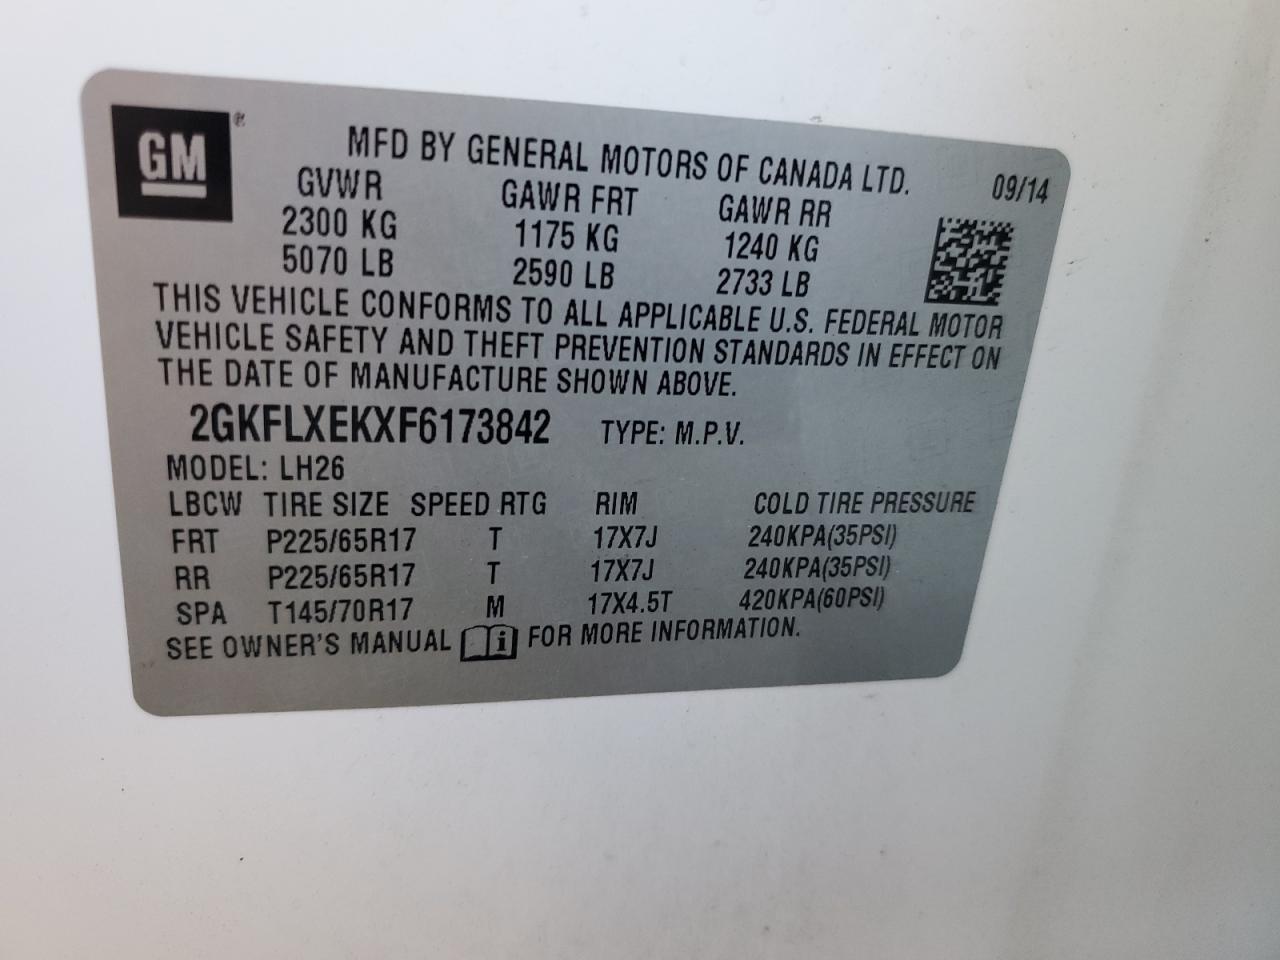 GM ®
MFD BY GENERAL MOTORS OF CANADA LTD. 09/14
GVWR GAWR FRT GAWR RR
2300 KG 1175 KG 1240 KG
5070 LB 2590 LB 2733 LB
THIS VEHICLE CONFORMS TO ALL APPLICABLE U.S. FEDERAL MOTOR
VEHICLE SAFETY AND THEFT PREVENTION STANDARDS IN EFFECT ON
THE DATE OF MANUFACTURE SHOWN ABOVE.
2GKFLXEKXF6173842 TYPE: M.P.V.
MODEL: LH26
LBCW TIRE SIZE SPEED RTG RIM COLD TIRE PRESSURE
FRT P225/65R17 T 17X7J 240KPA(35PSI)
RR P225/65R17 T 17X7J 240KPA(35PSI)
SPA T145/70R17 M 17X4.5T 420KPA(60PSI)
SEE OWNER'S MANUAL i FOR MORE INFORMATION.